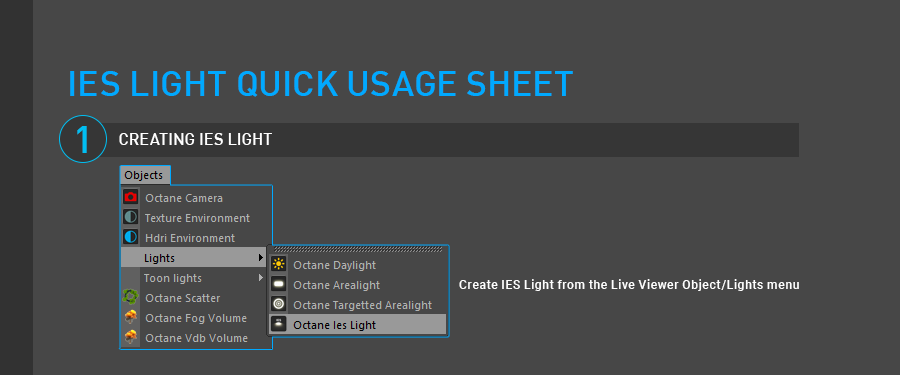 IES LIGHT QUICK USAGE SHEET
1
CREATING IES LIGHT
Objects
Octane Camera
Texture Environment
Hdri Environment
Lights
Toon lights
Octane Scatter
Octane Fog Volume
Octane Vdb Volume
Octane Daylight
Octane Arealight
Octane Targetted Arealight
Octane Ies Light
Create IES Light from the Live Viewer Object/Lights menu